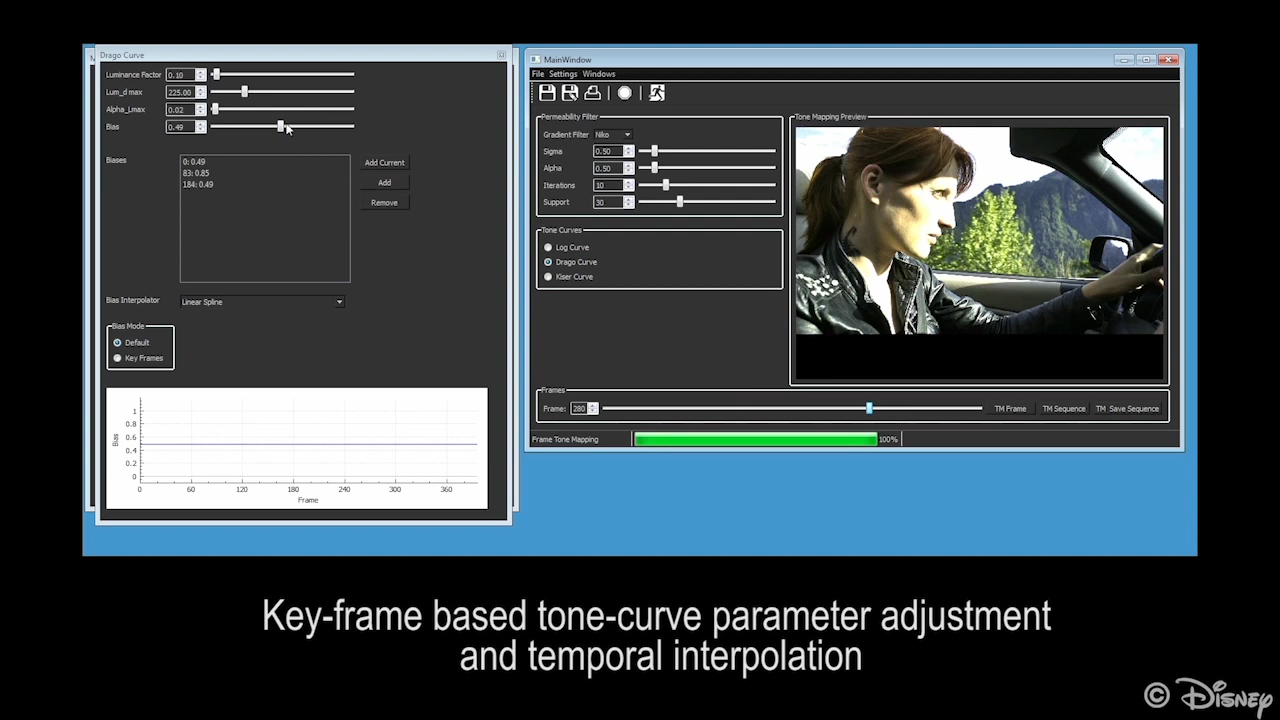 Drago Curve
Luminance Factor 0.10
Lum_d max 225.00
Alpha_Lmax 0.02
Bias 0.49
Biases
0: 0.49
83: 0.85
184: 0.49
Add Current
Add
Remove
Bias Interpolator Linear Spline
Bias Mode
Default
Key Frames
Bias
1
0.8
0.6
0.4
0.2
0
0 60 120 180 240 300 360
Frame
MainWindow
File Settings Windows
Permeability Filter
Gradient Filter Niko
Sigma 0.50
Alpha 0.50
Iterations 10
Support 30
Tone Curves
Log Curve
Drago Curve
Kiser Curve
Tone Mapping Preview
Frames
Frame: 280 TM Frame TM Sequence TM Save Sequence
Frame Tone Mapping 100%
Key-frame based tone-curve parameter adjustment
and temporal interpolation
© Disney